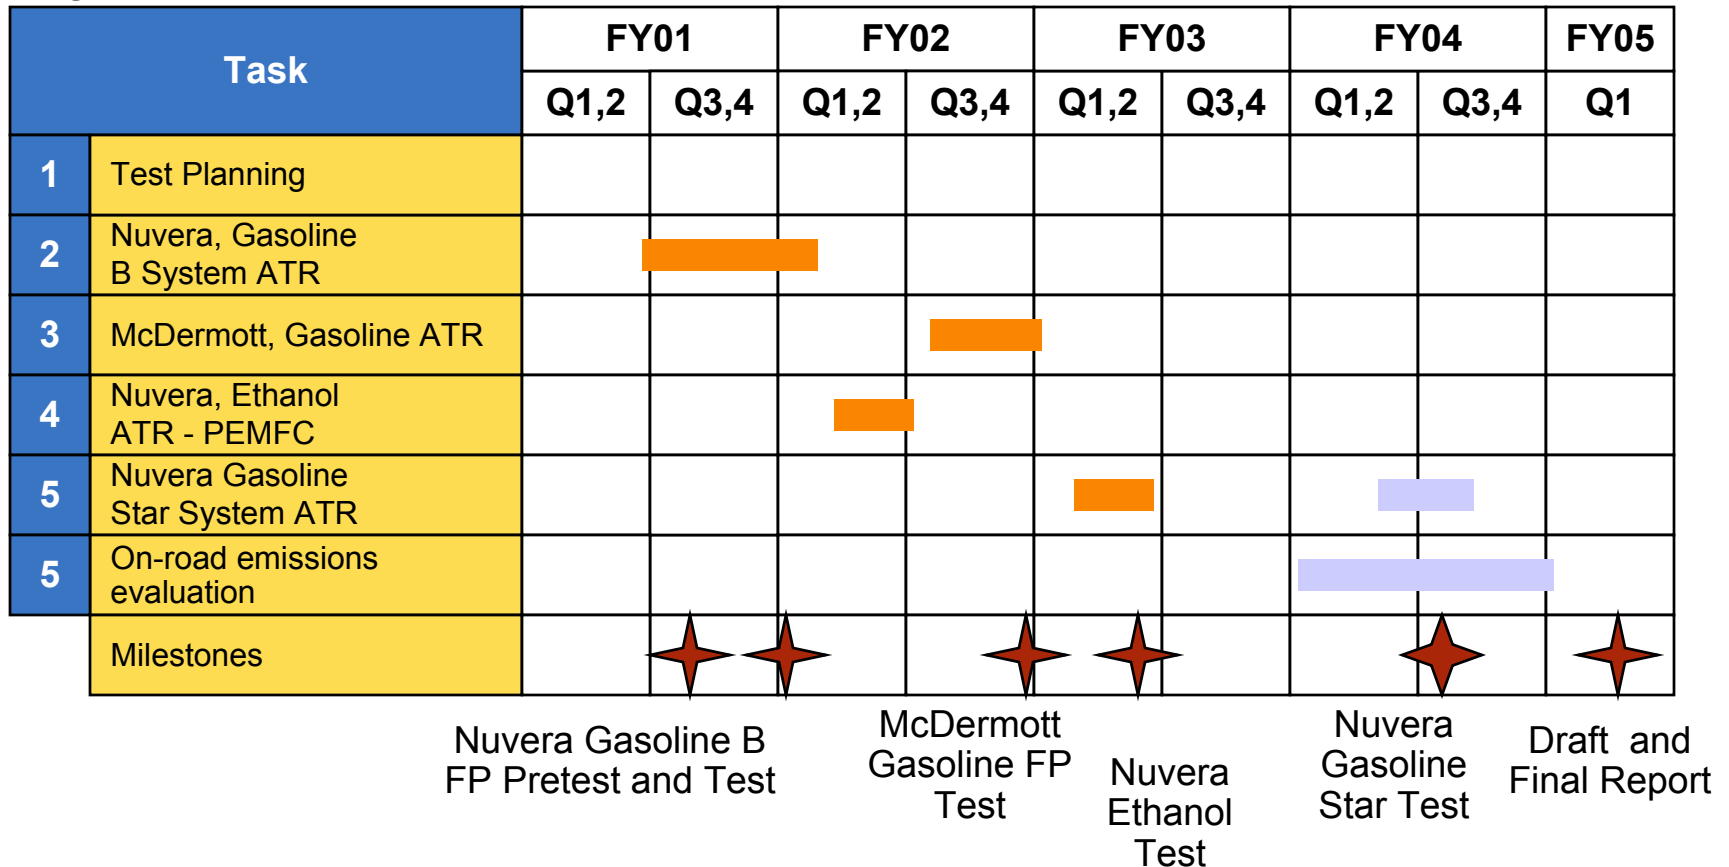 Task
FY01 FY02 FY03 FY04 FY05
Q1,2 Q3,4 Q1,2 Q3,4 Q1,2 Q3,4 Q1,2 Q3,4 Q1
1 Test Planning
2 Nuvera, Gasoline
B System ATR
3 McDermott, Gasoline ATR
4 Nuvera, Ethanol
ATR - PEMFC
5 Nuvera Gasoline
Star System ATR
5 On-road emissions
evaluation
Milestones
Nuvera Gasoline B
FP Pretest and Test
McDermott
Gasoline FP
Test
Nuvera
Ethanol
Test
Nuvera
Gasoline
Star Test
Draft and
Final Report